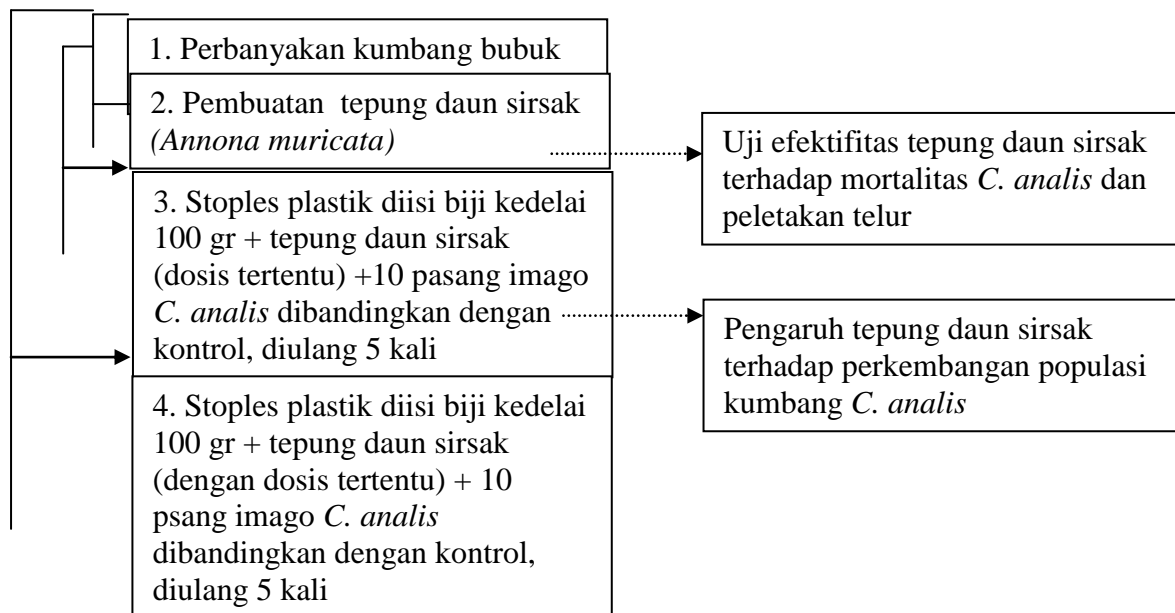 1. Perbanyakan kumbang bubuk
2. Pembuatan tepung daun sirsak
(Annona muricata)
3. Stoples plastik diisi biji kedelai
100 gr + tepung daun sirsak
(dosis tertentu) +10 pasang imago
C. analis dibandingkan dengan
kontrol, diulang 5 kali
4. Stoples plastik diisi biji kedelai
100 gr + tepung daun sirsak
(dengan dosis tertentu) + 10
psang imago C. analis
dibandingkan dengan kontrol,
diulang 5 kali
Uji efektifitas tepung daun sirsak
terhadap mortalitas C. analis dan
peletakan telur
Pengaruh tepung daun sirsak
terhadap perkembangan populasi
kumbang C. analis